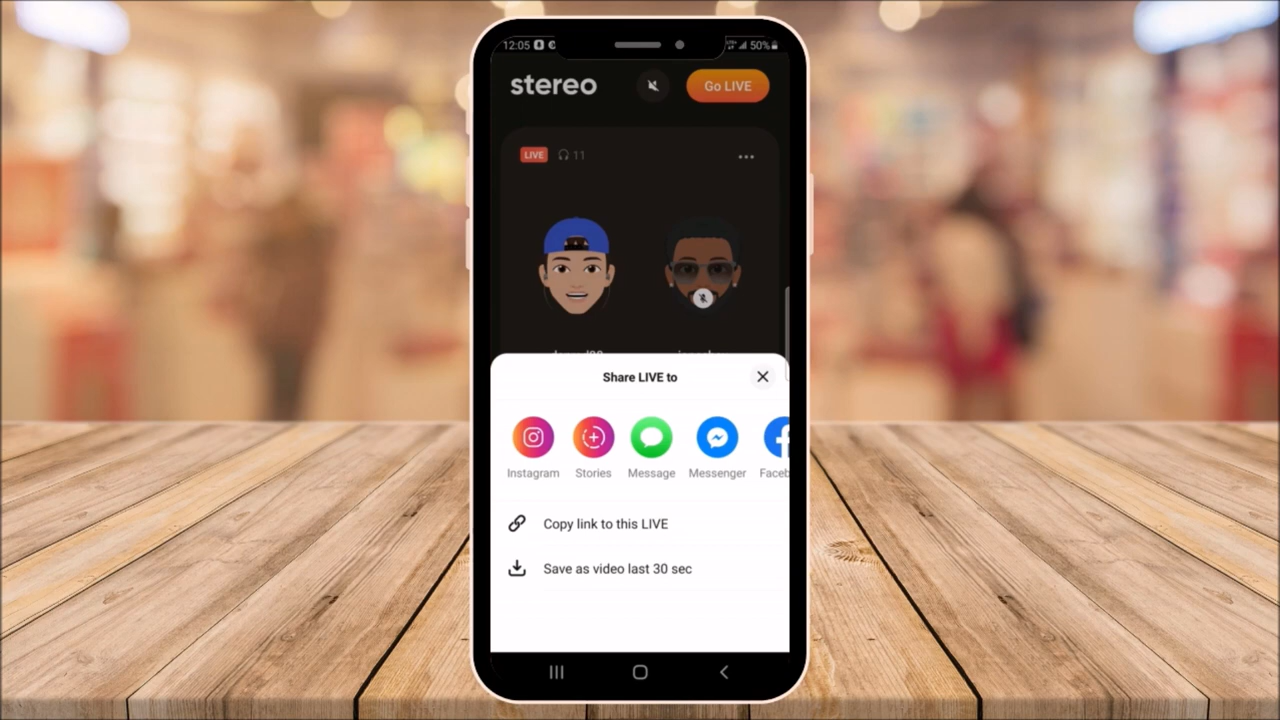 12:05
50%
stereo
Go LIVE
LIVE
11
Share LIVE to
Instagram
Stories
Message
Messenger
Faceb
Copy link to this LIVE
Save as video last 30 sec